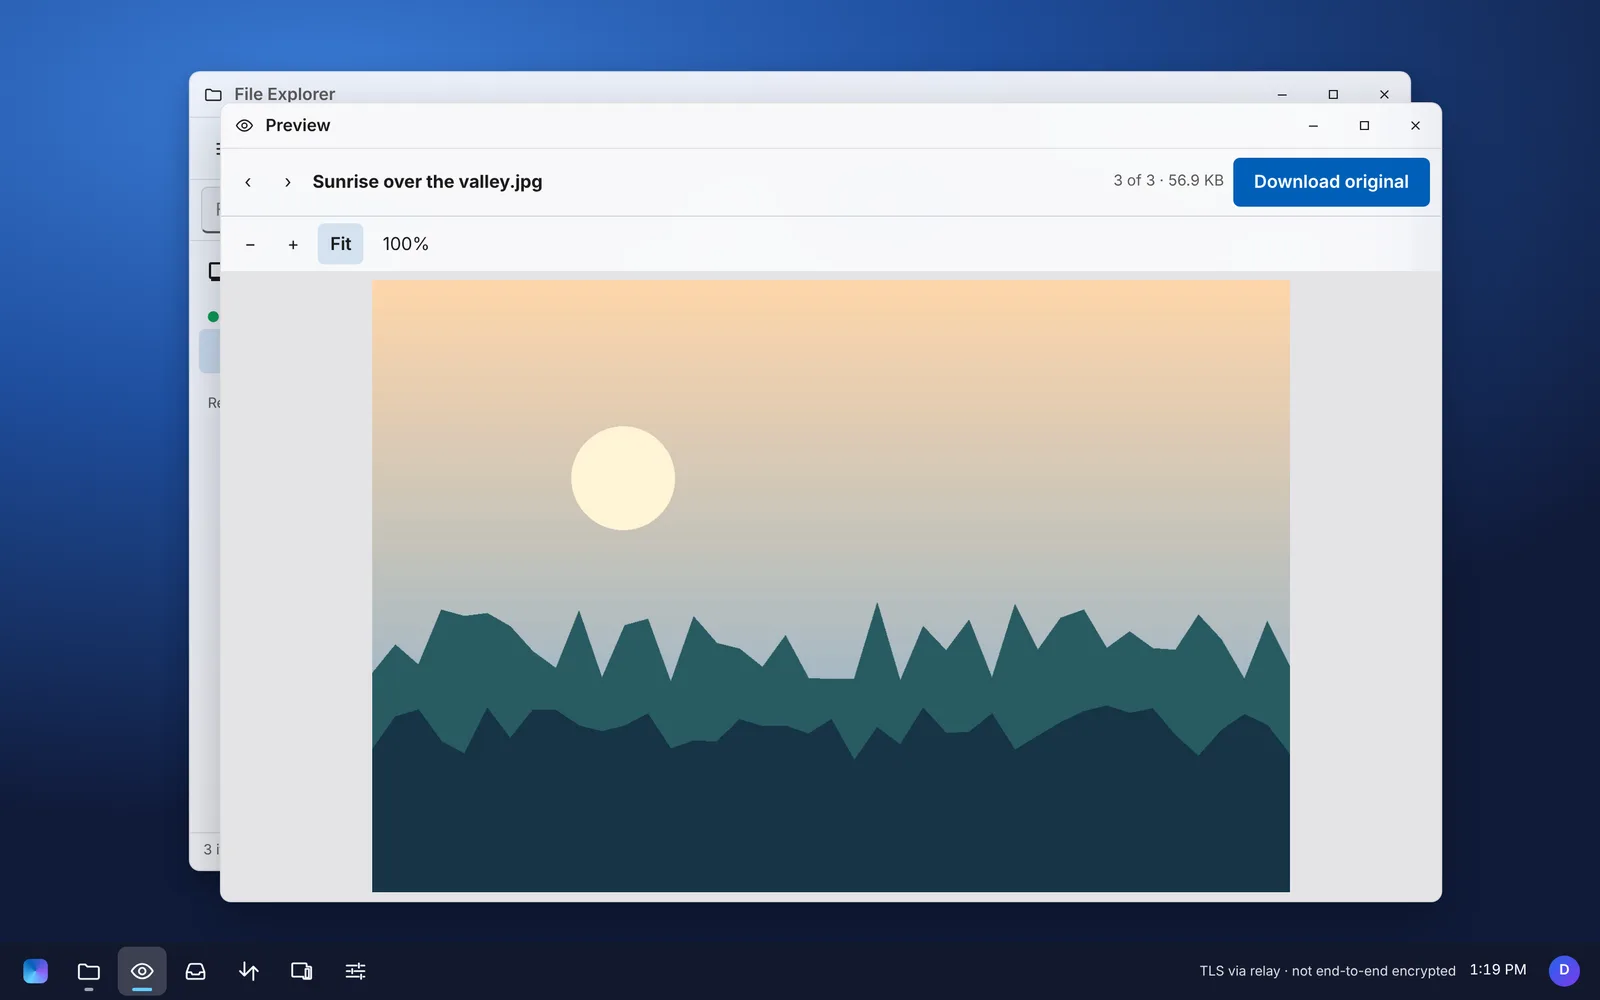 File Explorer
Preview
Sunrise over the valley.jpg
3 of 3 · 56.9 KB
Download original
Fit
100%
3
TLS via relay · not end-to-end encrypted
1:19 PM
D